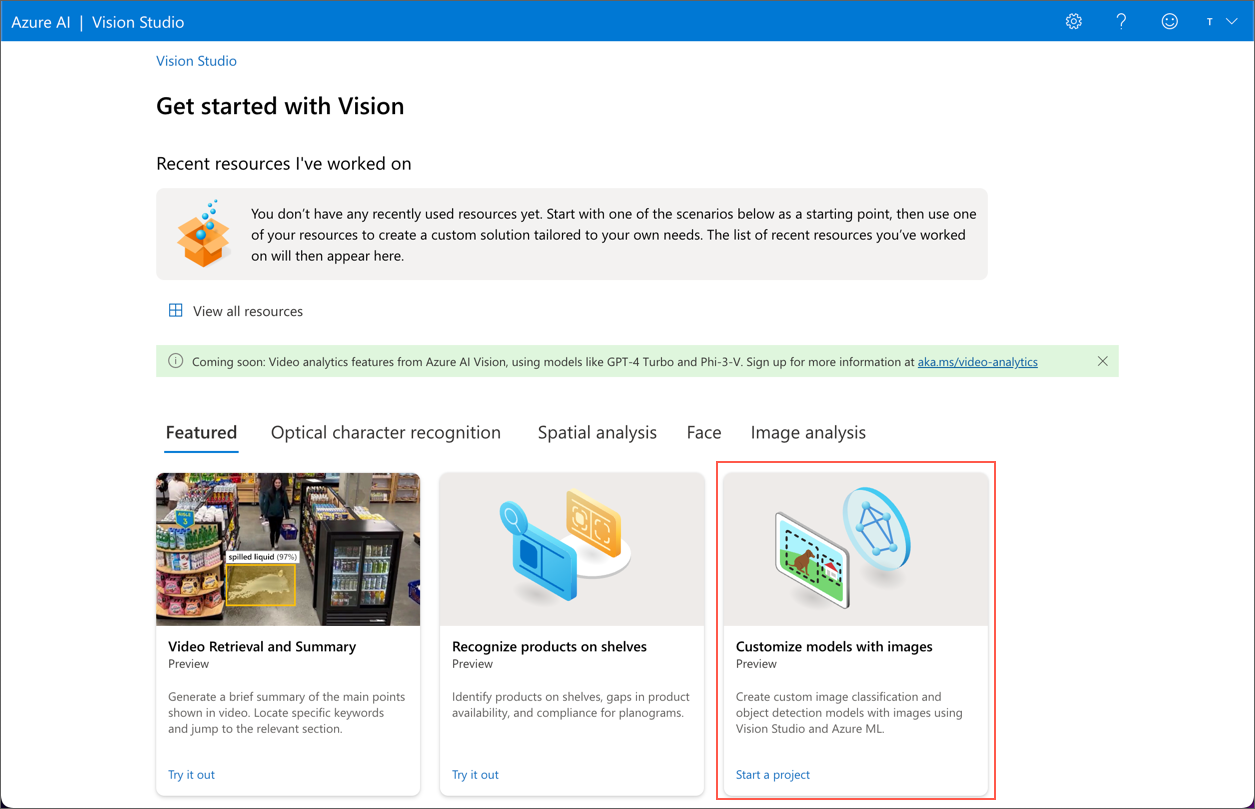 Azure AI | Vision Studio
T
Vision Studio
Get started with Vision
Recent resources I've worked on
You don't have any recently used resources yet. Start with one of the scenarios below as a starting point, then use one
of your resources to create a custom solution tailored to your own needs. The list of recent resources you've worked
on will then appear here.
View all resources
Coming soon: Video analytics features from Azure AI Vision, using models like GPT-4 Turbo and Phi-3-V. Sign up for more information at aka.ms/video-analytics
Featured Optical character recognition Spatial analysis Face Image analysis
AISLE
3
spilled liquid (97%)
Video Retrieval and Summary
Preview
Generate a brief summary of the main points
shown in video. Locate specific keywords
and jump to the relevant section.
Try it out
Recognize products on shelves
Preview
Identify products on shelves, gaps in product
availability, and compliance for planograms.
Try it out
Customize models with images
Preview
Create custom image classification and
object detection models with images using
Vision Studio and Azure ML.
Start a project